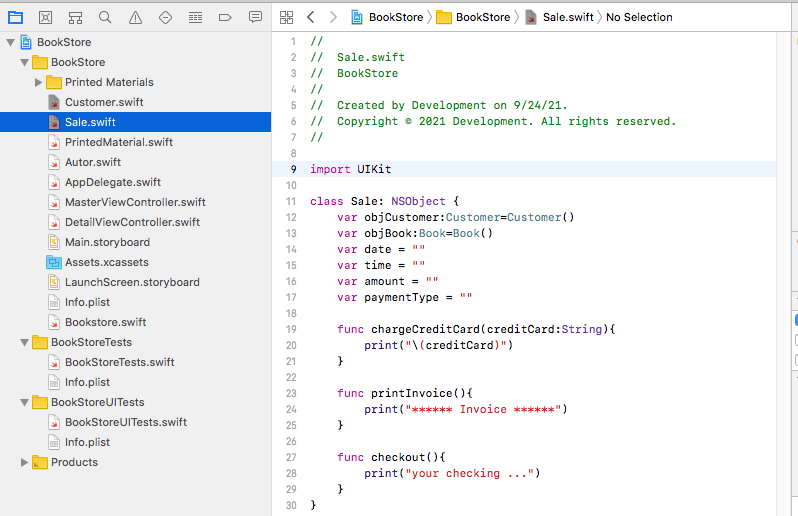 BookStore
BookStore
Printed Materials
Customer.swift
Sale.swift
PrintedMaterial.swift
Autor.swift
AppDelegate.swift
MasterViewController.swift
DetailViewController.swift
Main.storyboard
Assets.xcassets
LaunchScreen.storyboard
Info.plist
Bookstore.swift
BookStoreTests
BookStoreTests.swift
Info.plist
BookStoreUITests
BookStoreUITests.swift
Info.plist
Products
BookStore BookStore Sale.swift No Selection
1 //
2 //  Sale.swift
3 //  BookStore
4 //
5 //  Created by Development on 9/24/21.
6 //  Copyright © 2021 Development. All rights reserved.
7 //
8
9 import UIKit
10
11 class Sale: NSObject {
12     var objCustomer:Customer=Customer()
13     var objBook:Book=Book()
14     var date = ""
15     var time = ""
16     var amount = ""
17     var paymentType = ""
18
19     func chargeCreditCard(creditCard:String){
20         print("\(creditCard)")
21     }
22
23     func printInvoice(){
24         print("****** Invoice ******")
25     }
26
27     func checkout(){
28         print("your checking ...")
29     }
30 }